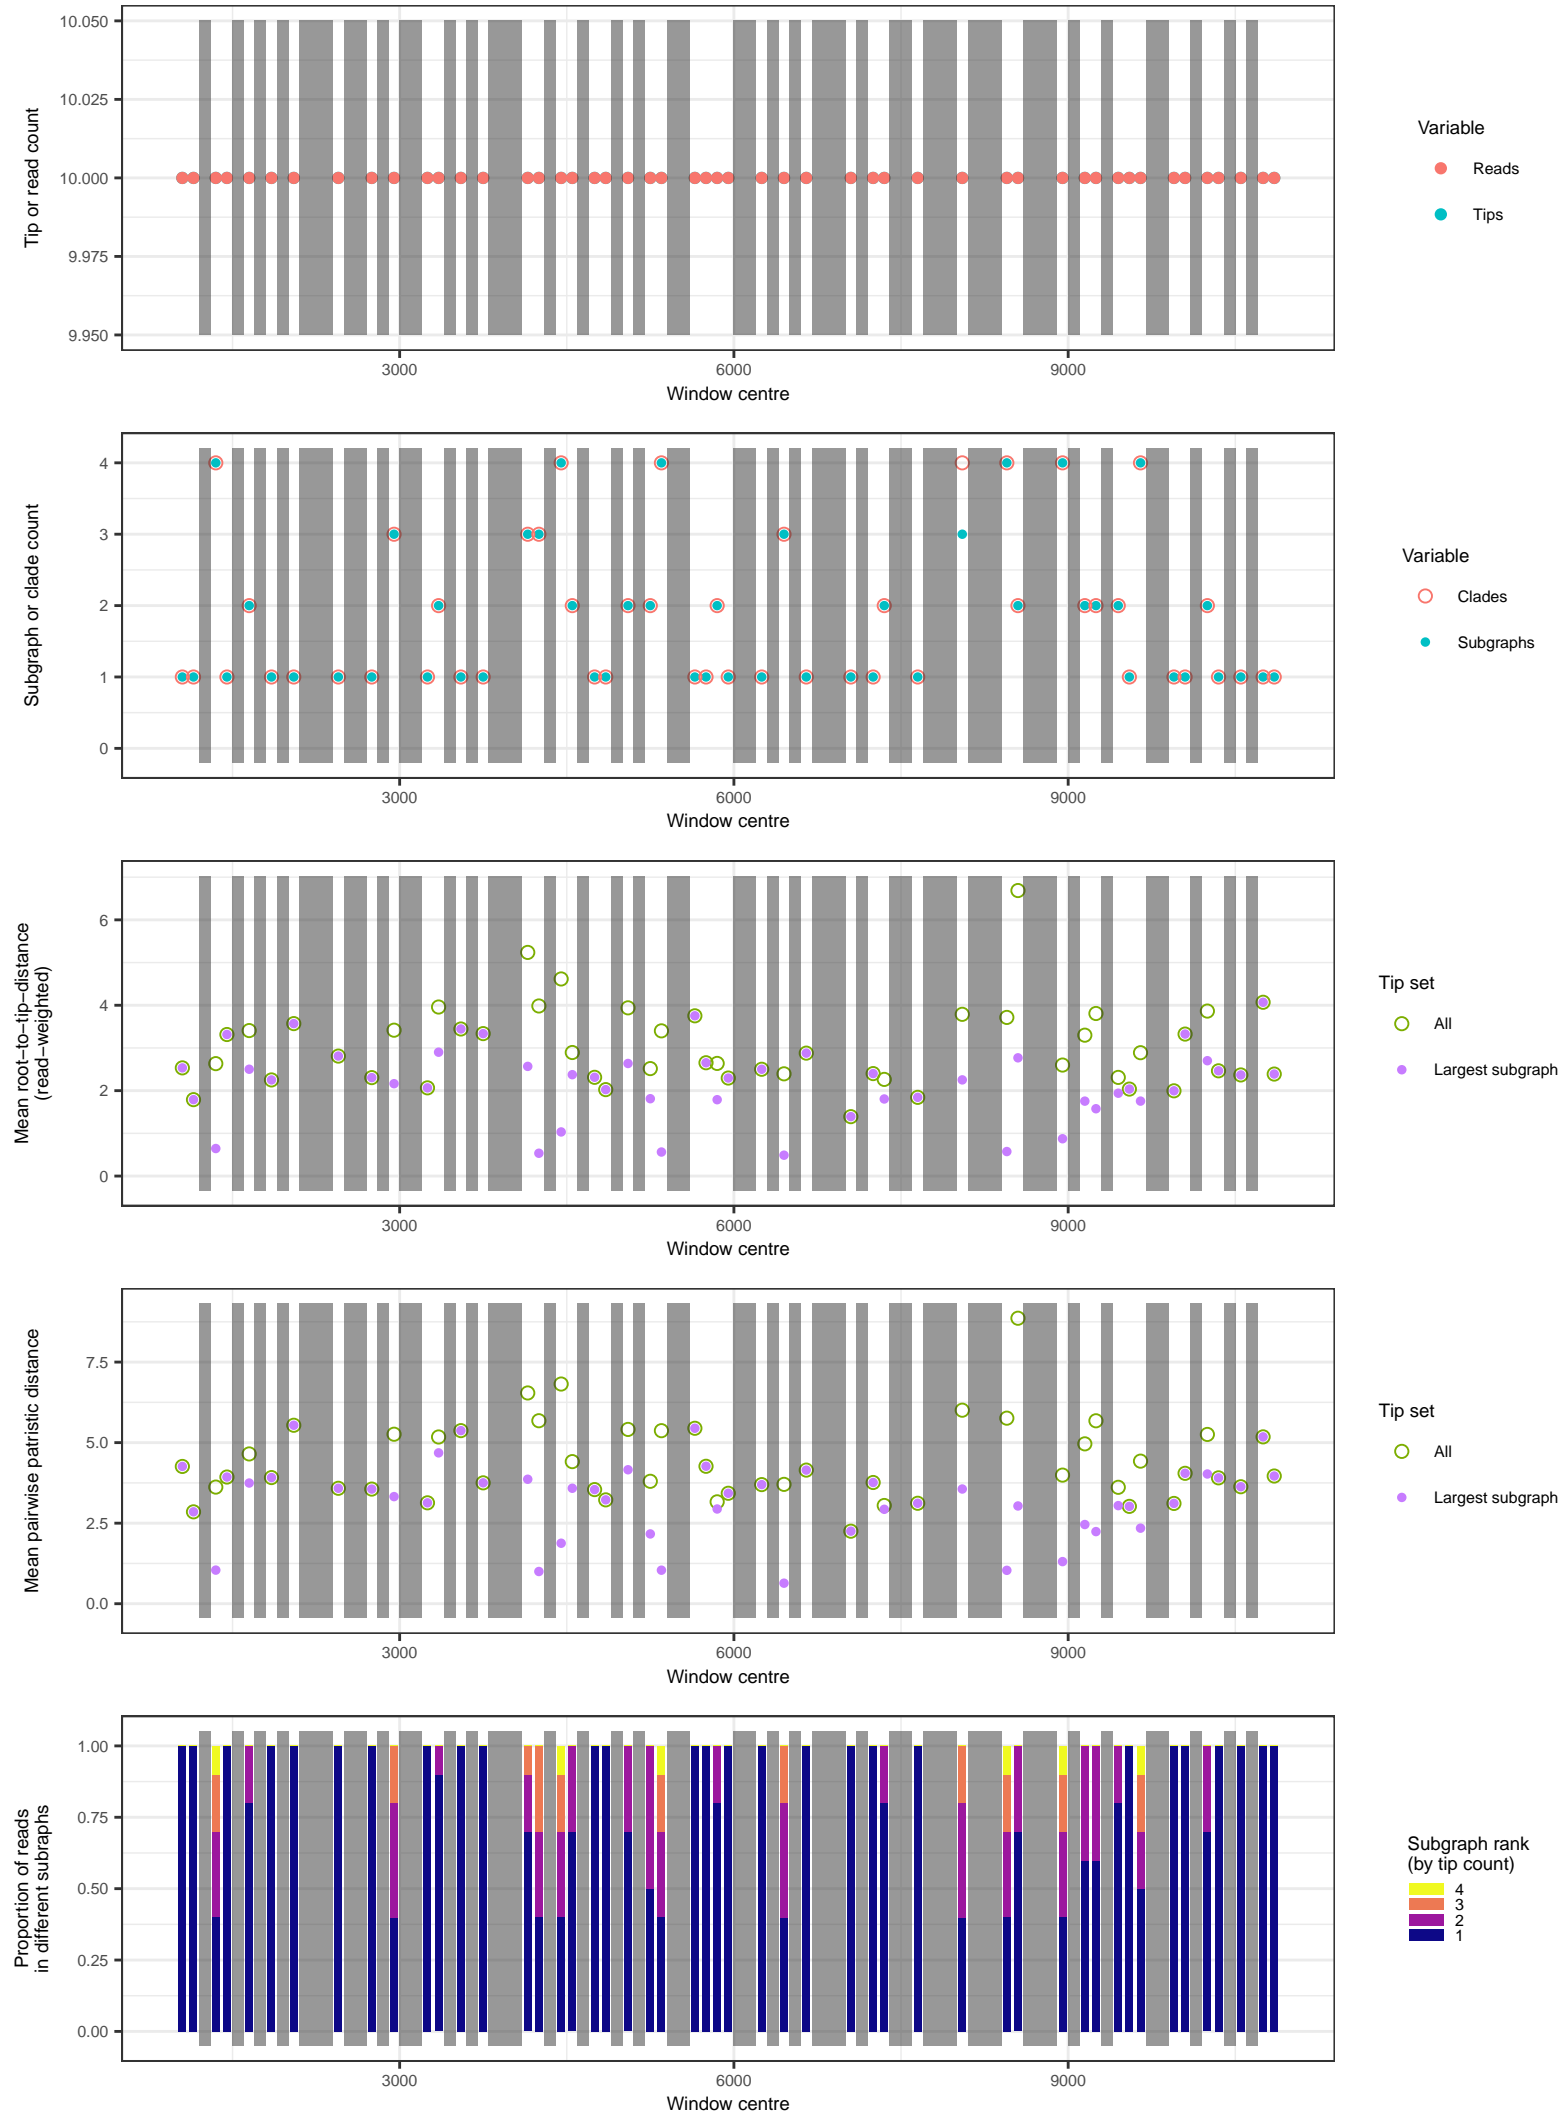 10.050
10.025
10.000
9.975
9.950
Tip or read count
3000
6000
9000
Window centre
Variable
Reads
Tips
4
3
2
1
0
Subgraph or clade count
3000
6000
9000
Window centre
Variable
Clades
Subgraphs
6
4
2
0
Mean root−to−tip−distance
(read−weighted)
3000
6000
9000
Window centre
Tip set
All
Largest subgraph
7.5
5.0
2.5
0.0
Mean pairwise patristic distance
3000
6000
9000
Window centre
Tip set
All
Largest subgraph
1.00
0.75
0.50
0.25
0.00
Proportion of reads
in different subraphs
3000
6000
9000
Window centre
Subgraph rank
(by tip count)
4
3
2
1